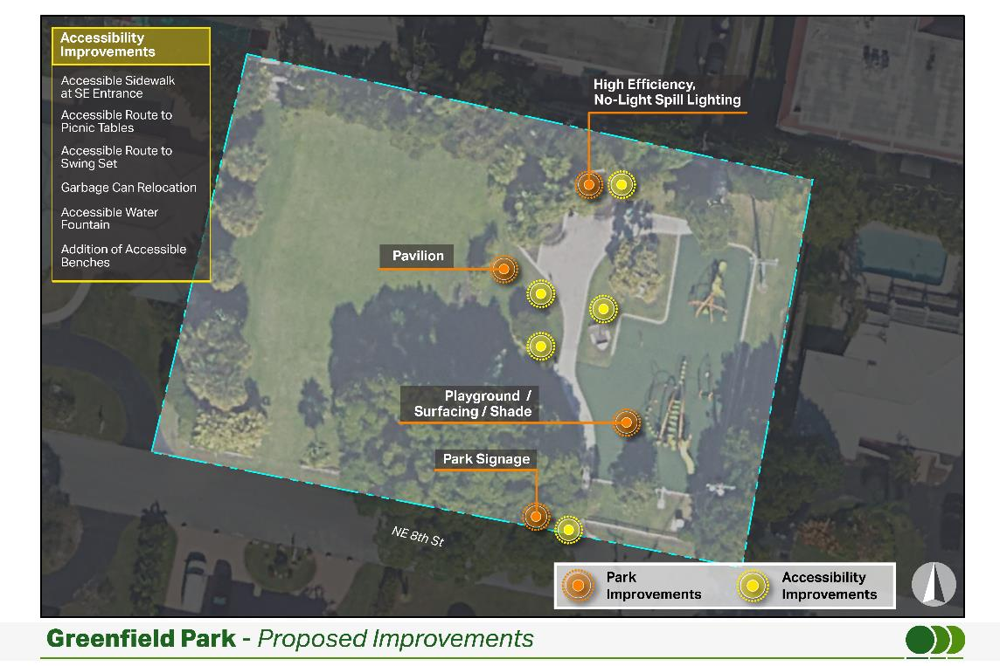 Accessibility
Improvements
Accessible Sidewalk
at SE Entrance
Accessible Route to
Picnic Tables
Accessible Route to
Swing Set
Garbage Can Relocation
Accessible Water
Fountain
Addition of Accessible
Benches
High Efficiency,
No-Light Spill Lighting
Pavilion
Playground /
Surfacing / Shade
Park Signage
NE 8th St
Park
Improvements
Accessibility
Improvements
Greenfield Park - Proposed Improvements